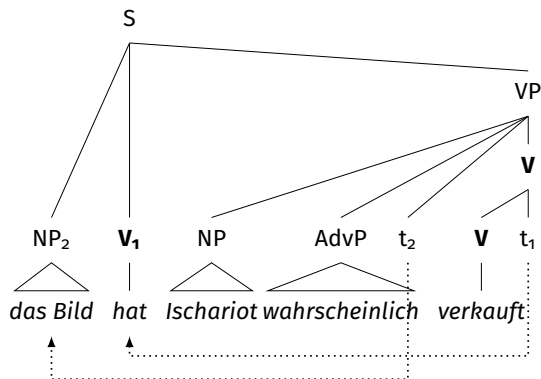 S
VP
V
NP₂ V₁ NP AdvP t₂ V t₁
das Bild hat Ischariot wahrscheinlich verkauft